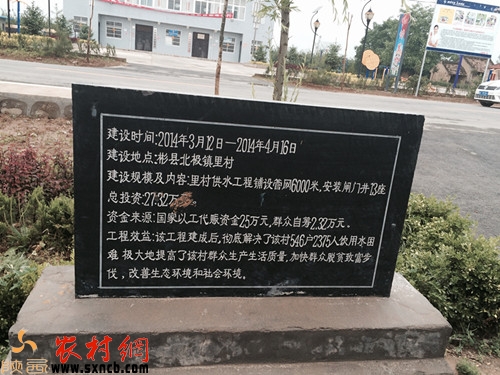 建设时间:2014年3月12日—2014年4月16日
建设地点:彬县北极镇里村
建设规模及内容:里村供水工程铺设管网6000米,安装闸门井13座
总投资:27.32万
资金来源:国家以工代赈资金25万元,群众自筹2.32万元。
工程效益:该工程建成后,彻底解决了该村546户2375人饮用水困
难 极大地提高了该村群众生产生活质量,加快群众脱贫致富步
伐,改善生态环境和社会环境。
农村網
www.sxncb.com